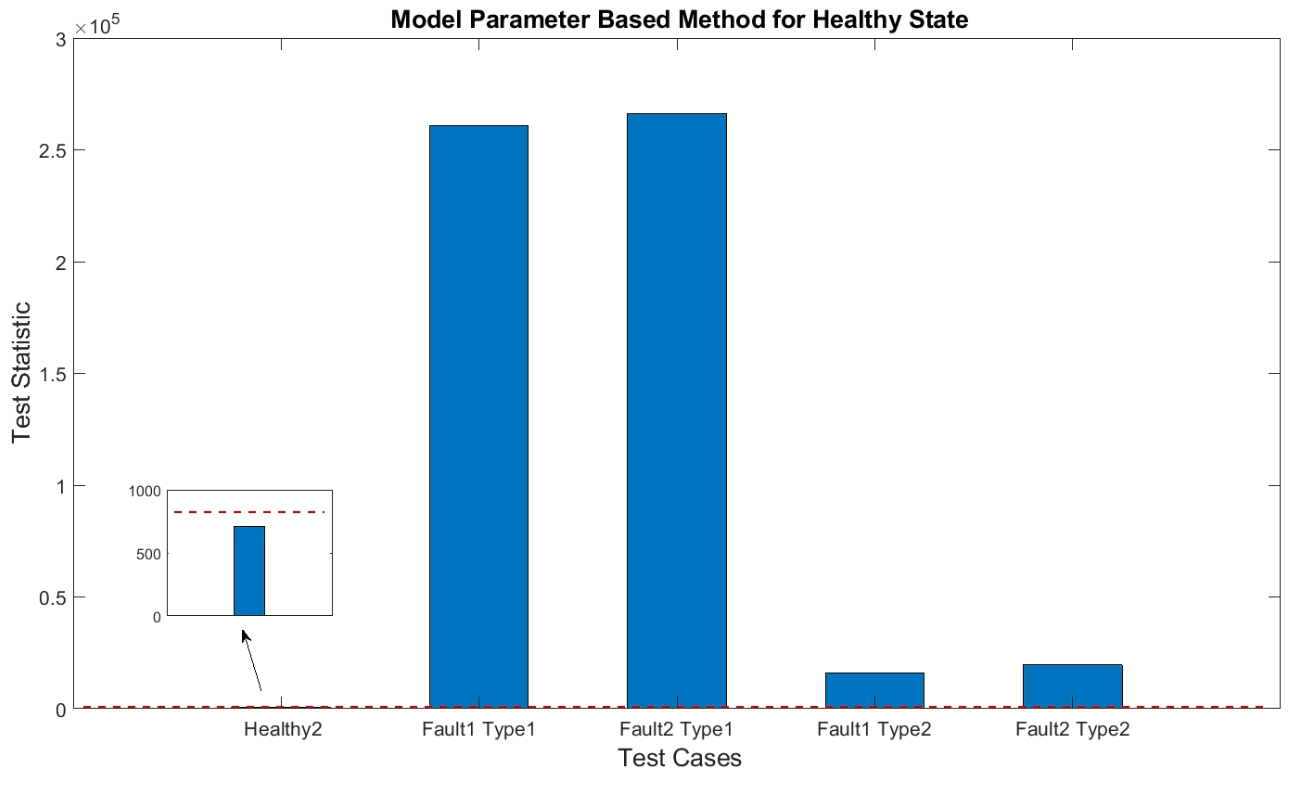 Model Parameter Based Method for Healthy State
×10^5
3
2.5
2
1.5
1
0.5
0
Test Statistic
1000
500
0
Healthy2 Fault1 Type1 Fault2 Type1 Fault1 Type2 Fault2 Type2
Test Cases